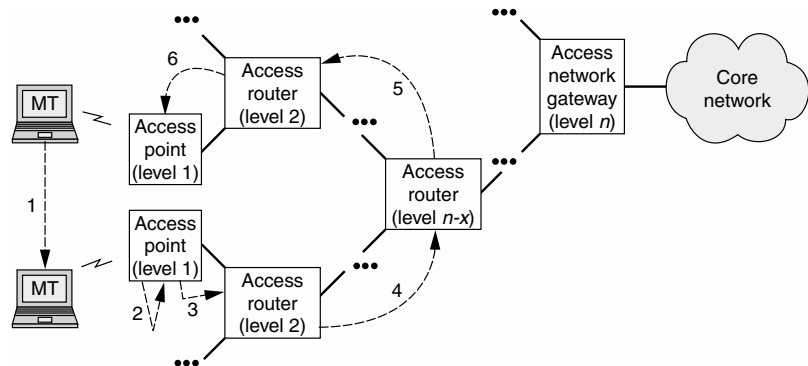 MT
1
MT
Access
point
(level 1)
6
Access
router
(level 2)
5
Access
point
(level 1)
2
3
Access
router
(level 2)
4
Access
router
(level n-x)
Access
network
gateway
(level n)
Core
network